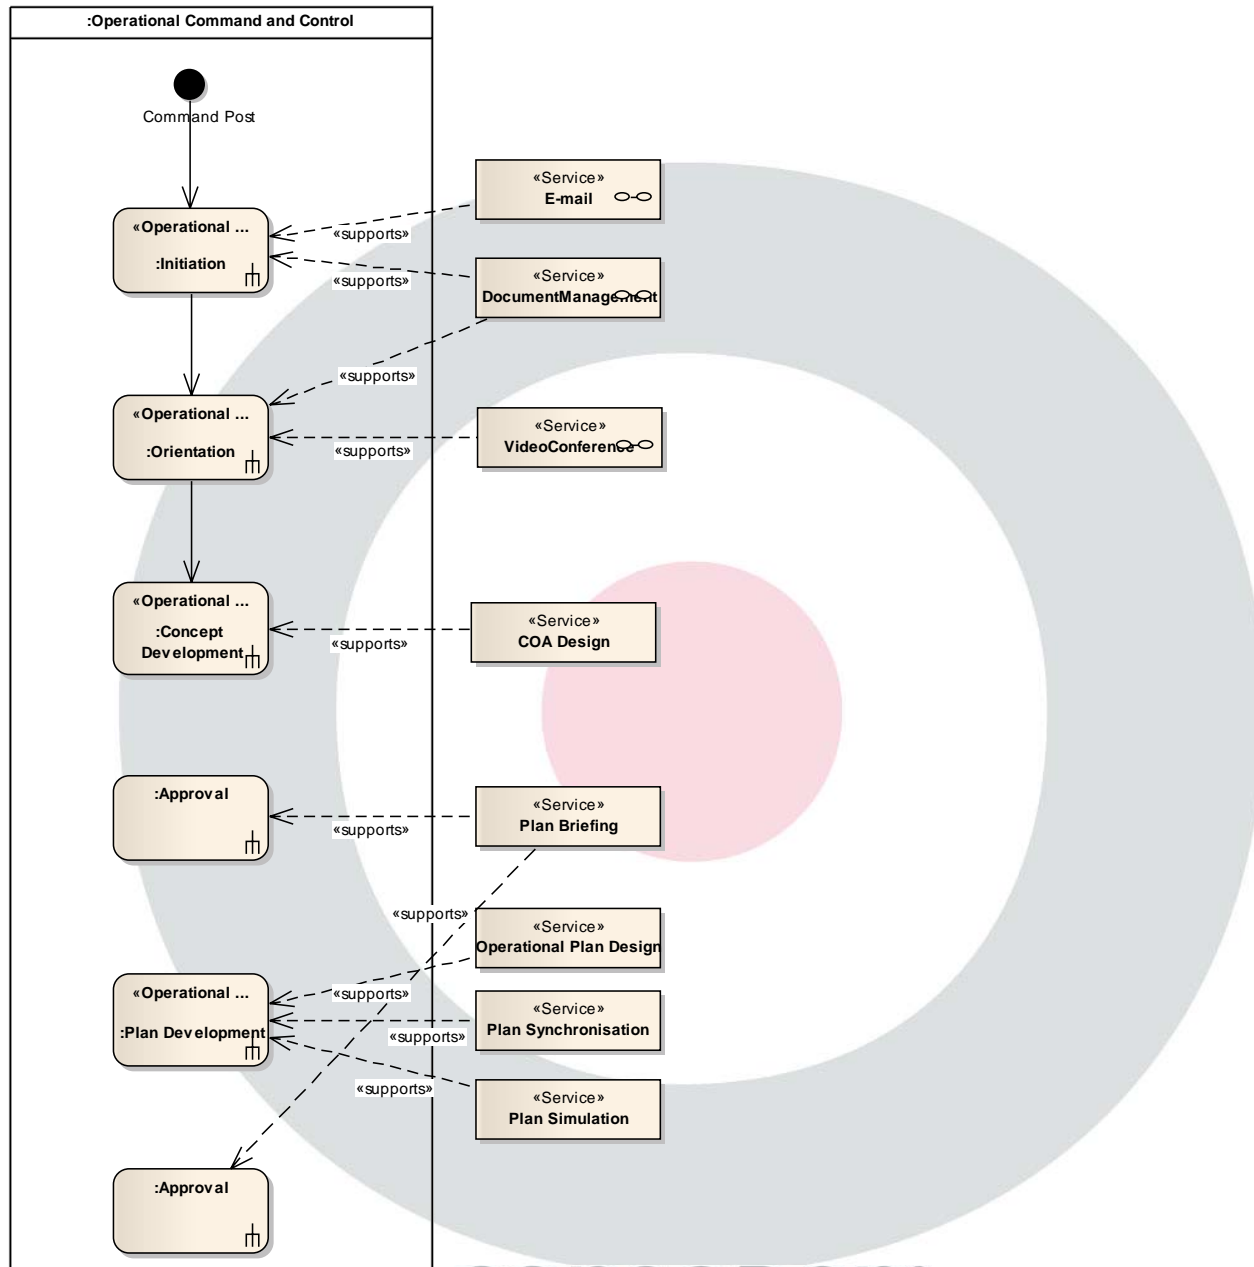 :Operational Command and Control
Command Post
«Service»
E-mail
«Operational ...
:Initiation
«supports»
«supports»
«Service»
DocumentManagement
«supports»
«Operational ...
:Orientation
«supports»
«Service»
VideoConference
«Operational ...
:Concept
Development
«supports»
«Service»
COA Design
:Approval
«supports»
«Service»
Plan Briefing
«supports»
«Service»
Operational Plan Design
«Operational ...
:Plan Development
«supports»
«supports»
«Service»
Plan Synchronisation
«supports»
«Service»
Plan Simulation
:Approval